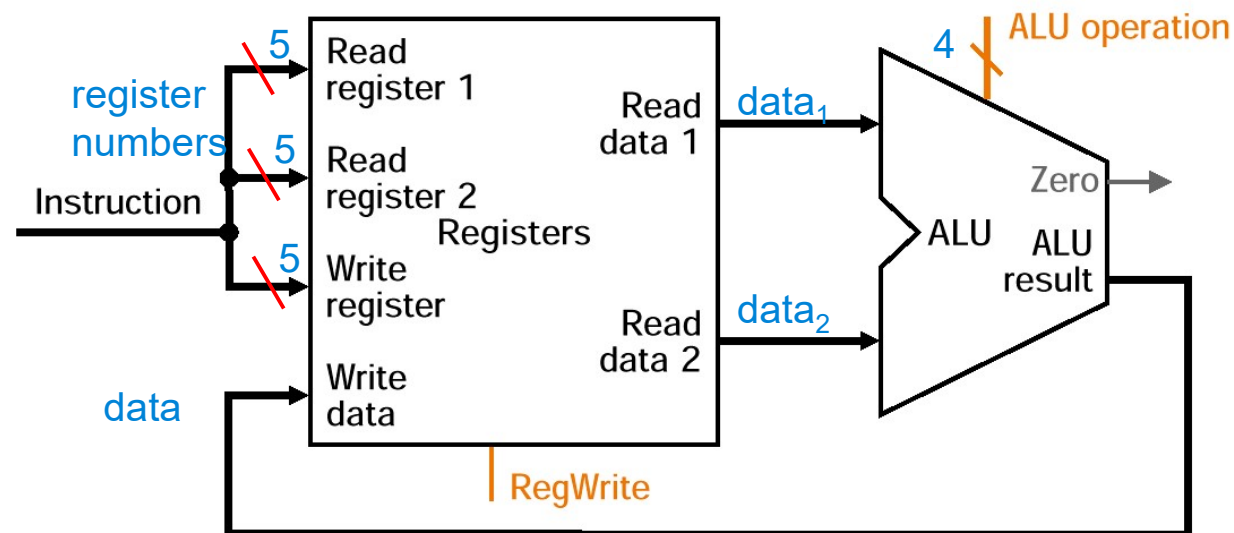 5
Read
register 1
register
numbers
5
Read
register 2
Instruction
Registers
5
Write
register
data
Write
data
RegWrite
Read
data 1
data₁
Read
data 2
data₂
4
ALU operation
Zero
ALU
ALU
result